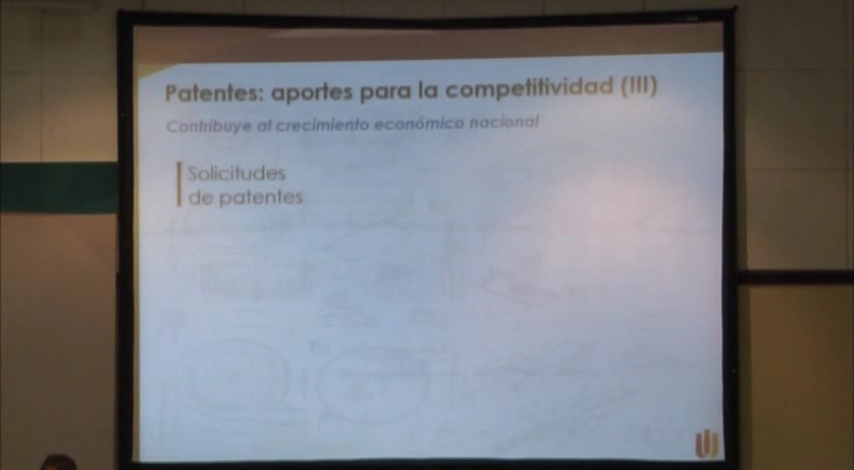 Patentes: aportes para la competitividad (III)
Contribuye al crecimiento económico nacional
Solicitudes
de patentes